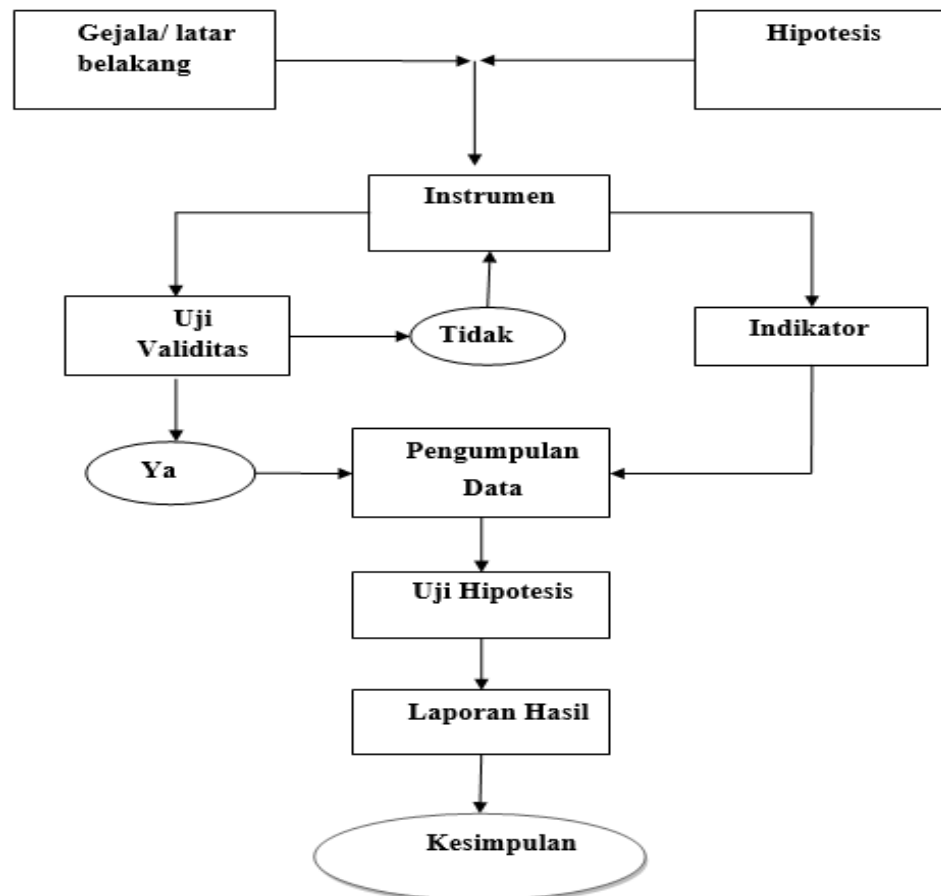 Gejala/ latar
belakang
Hipotesis
Instrumen
Uji
Validitas
Tidak
Indikator
Ya
Pengumpulan
Data
Uji Hipotesis
Laporan Hasil
Kesimpulan